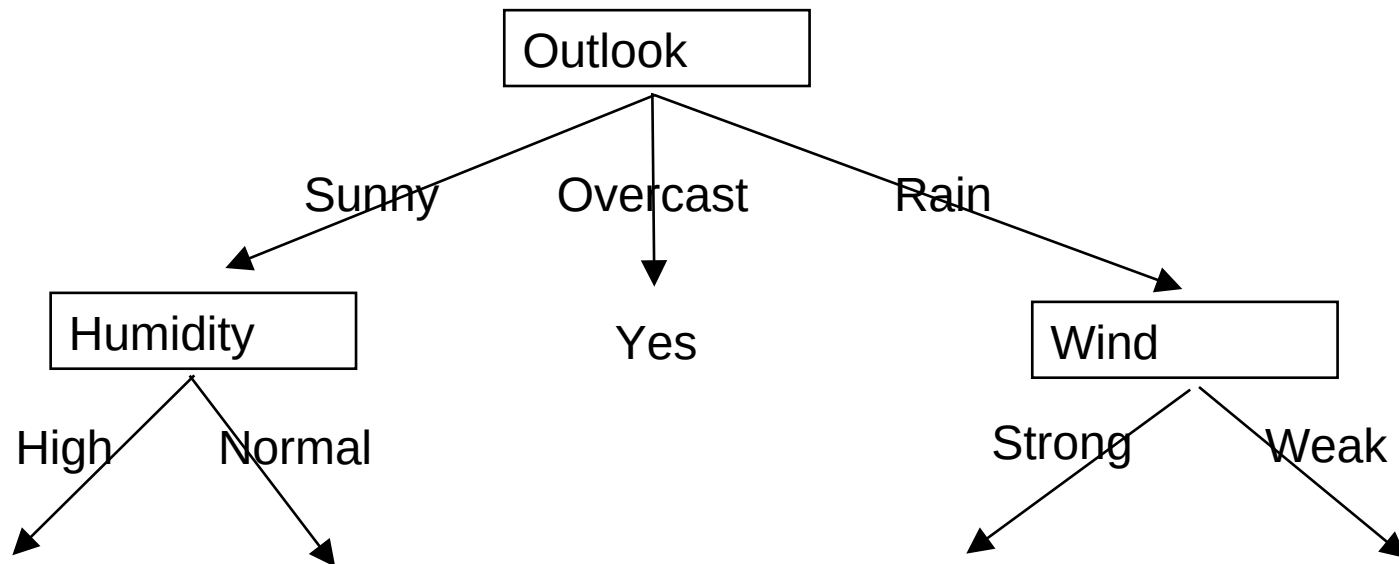 Outlook
Sunny Overcast Rain
Humidity
Yes
Wind
High Normal
Strong Weak